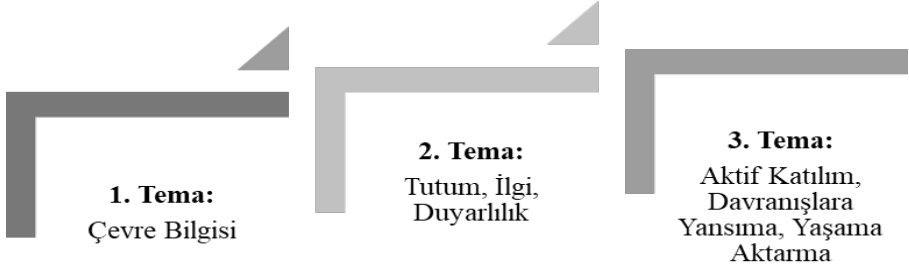 1. Tema:
Çevre Bilgisi
2. Tema:
Tutum, İlgi,
Duyarlılık
3. Tema:
Aktif Katılım,
Davranışlara
Yansıma, Yaşama
Aktarma